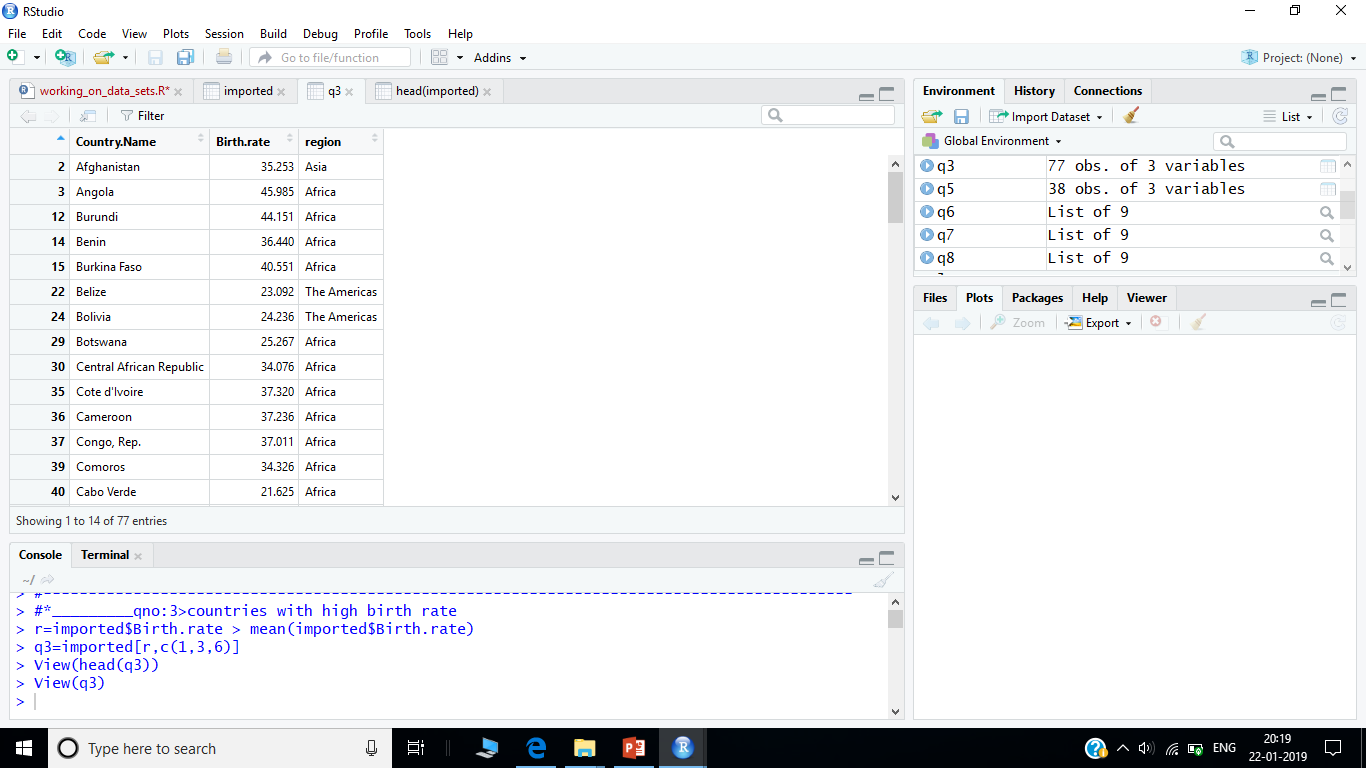 RStudio
File Edit Code View Plots Session Build Debug Profile Tools Help
Go to file/function Addins Project: (None)
working_on_data_sets.R* imported q3 head(imported)
Filter
Country.Name Birth.rate region
2 Afghanistan 35.253 Asia
3 Angola 45.985 Africa
12 Burundi 44.151 Africa
14 Benin 36.440 Africa
15 Burkina Faso 40.551 Africa
22 Belize 23.092 The Americas
24 Bolivia 24.236 The Americas
29 Botswana 25.267 Africa
30 Central African Republic 34.076 Africa
35 Cote d'Ivoire 37.320 Africa
36 Cameroon 37.236 Africa
37 Congo, Rep. 37.011 Africa
39 Comoros 34.326 Africa
40 Cabo Verde 21.625 Africa
Showing 1 to 14 of 77 entries
Console Terminal
~/
> #*_________qno:3>countries with high birth rate
> r=imported$Birth.rate > mean(imported$Birth.rate)
> q3=imported[r,c(1,3,6)]
> View(head(q3))
> View(q3)
>
Environment History Connections
Import Dataset List
Global Environment
q3 77 obs. of 3 variables
q5 38 obs. of 3 variables
q6 List of 9
q7 List of 9
q8 List of 9
Files Plots Packages Help Viewer
Zoom Export
Type here to search
ENG
20:19
22-01-2019